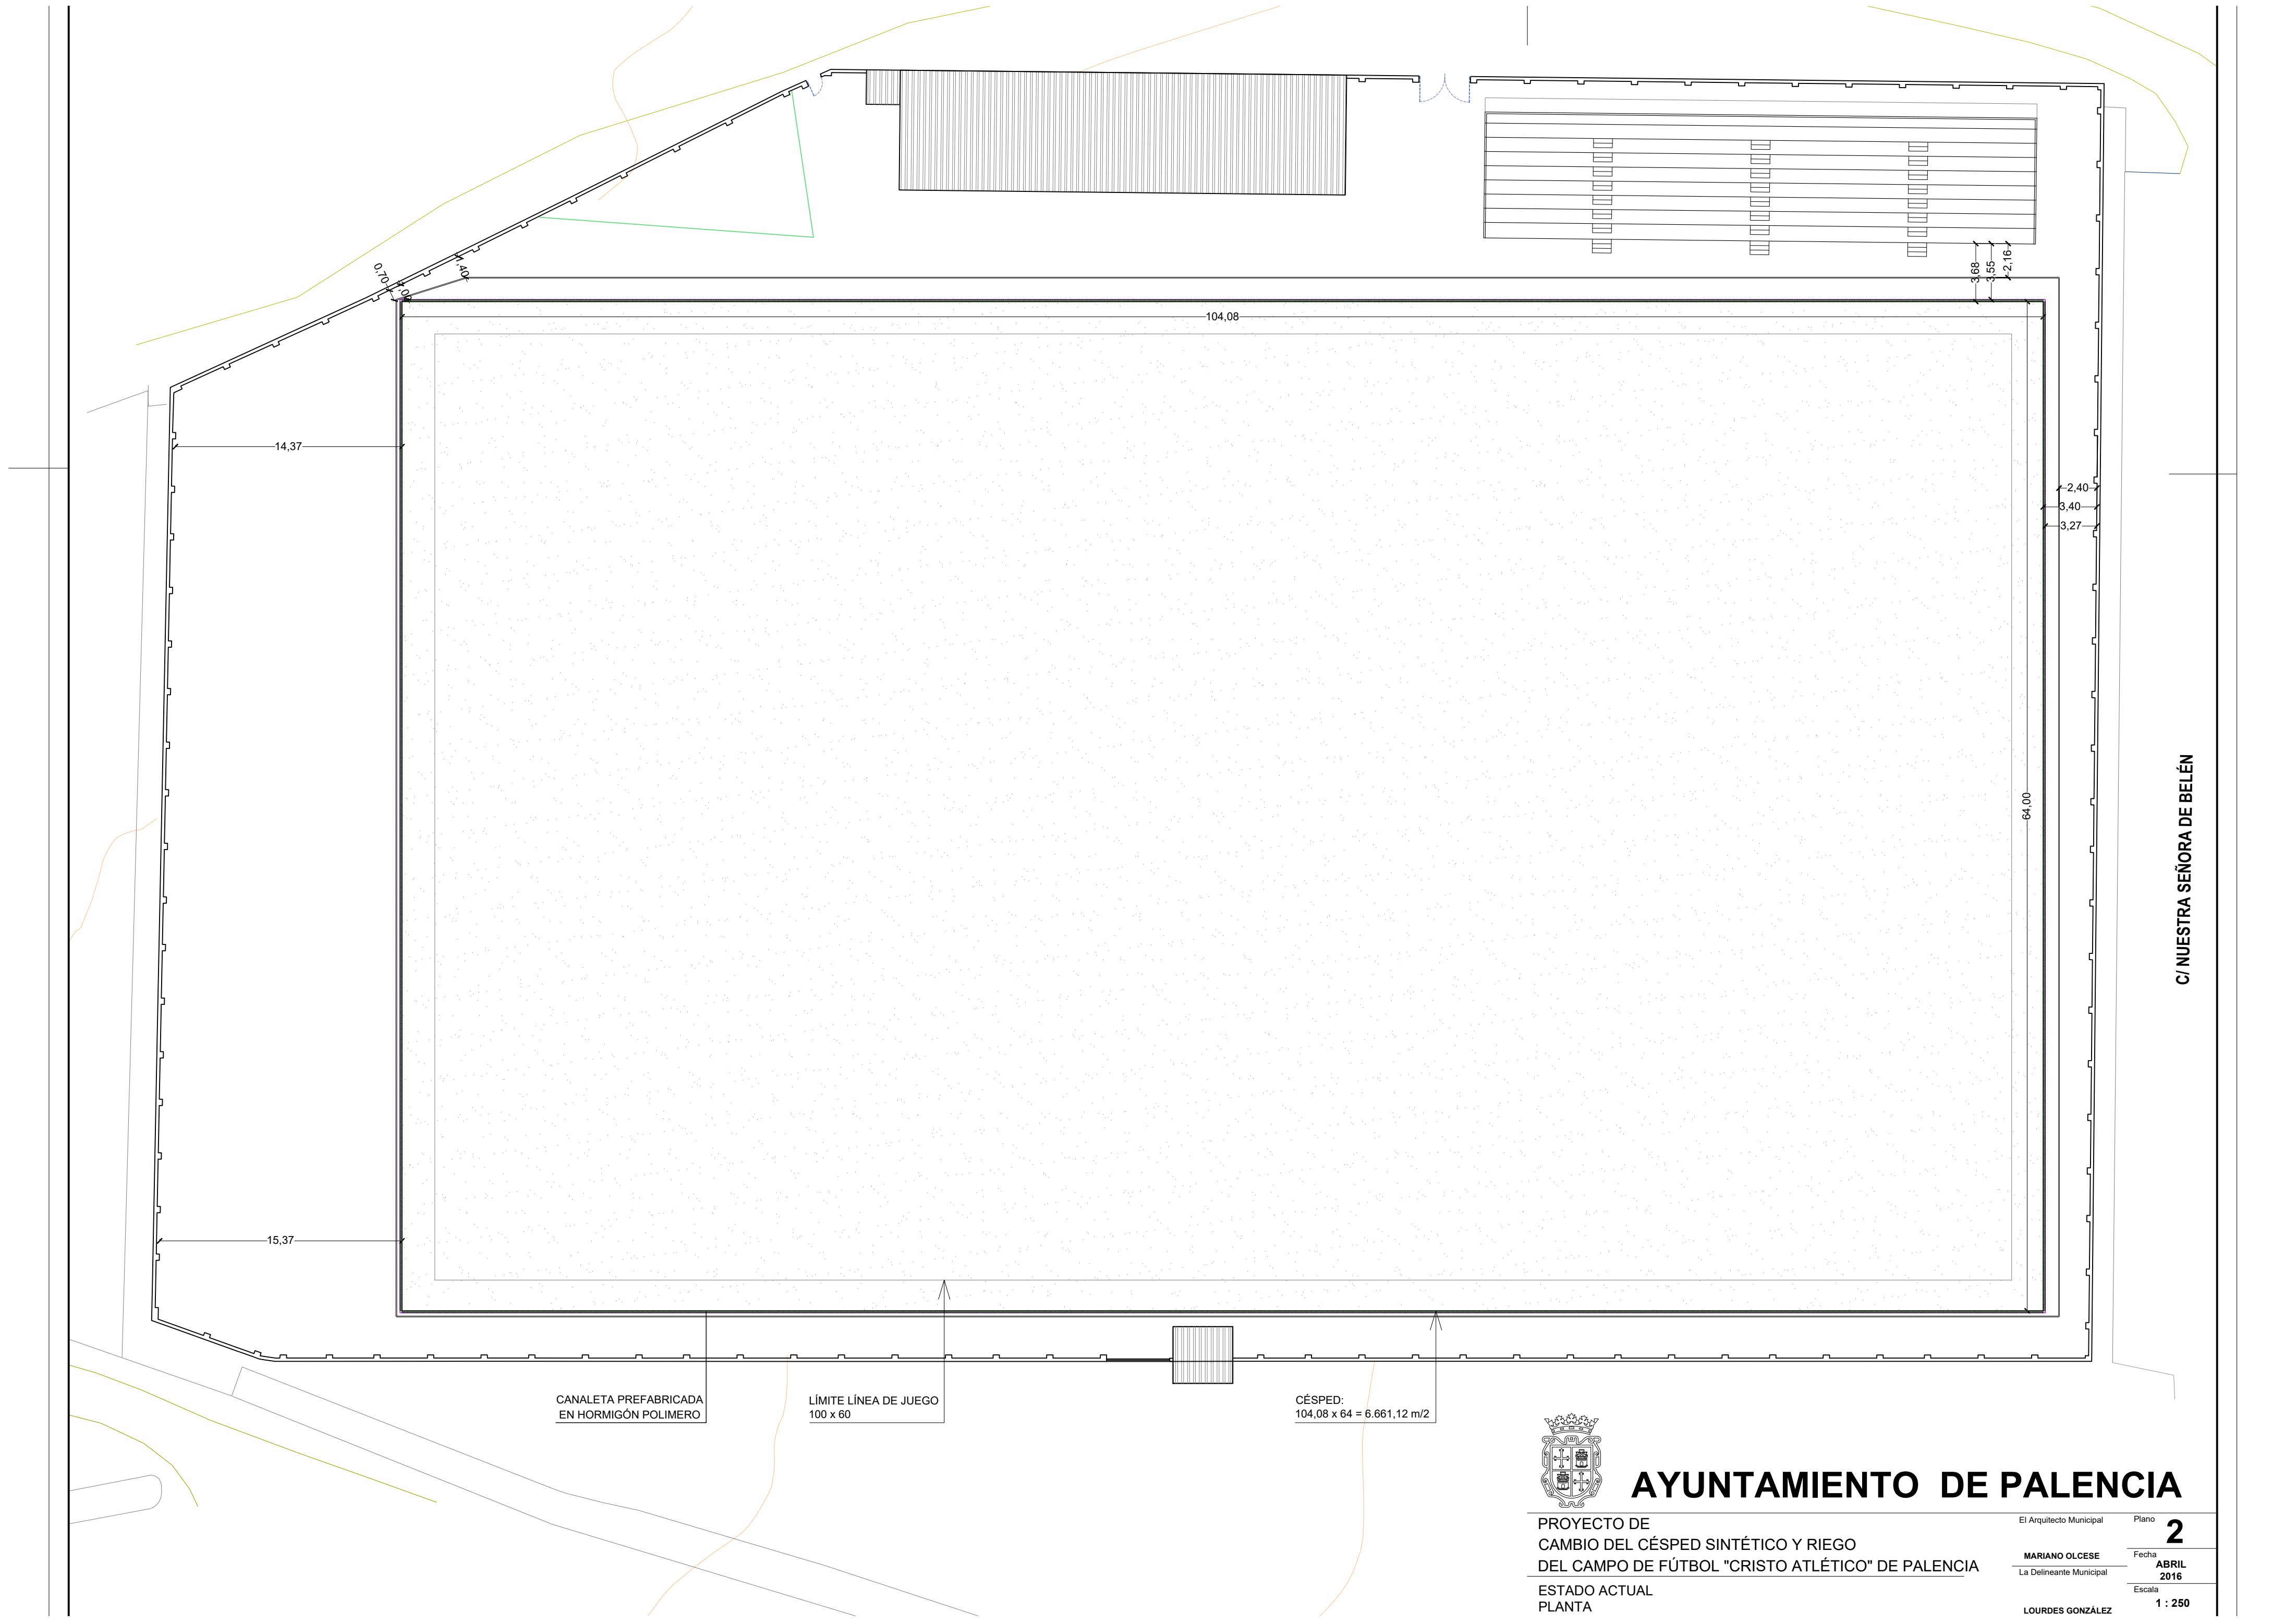 0,70
1,40
1,00
3,68
3,55
2,16
104,08
14,37
2,40
3,40
3,27
64,00
C/ NUESTRA SEÑORA DE BELÉN
15,37
CANALETA PREFABRICADA
EN HORMIGÓN POLIMERO
LÍMITE LÍNEA DE JUEGO
100 x 60
CÉSPED:
104,08 x 64 = 6.661,12 m/2
AYUNTAMIENTO DE PALENCIA
PROYECTO DE
CAMBIO DEL CÉSPED SINTÉTICO Y RIEGO
DEL CAMPO DE FÚTBOL "CRISTO ATLÉTICO" DE PALENCIA
ESTADO ACTUAL
PLANTA
El Arquitecto Municipal
MARIANO OLCESE
La Delineante Municipal
LOURDES GONZÁLEZ
Plano
2
Fecha
ABRIL
2016
Escala
1 : 250